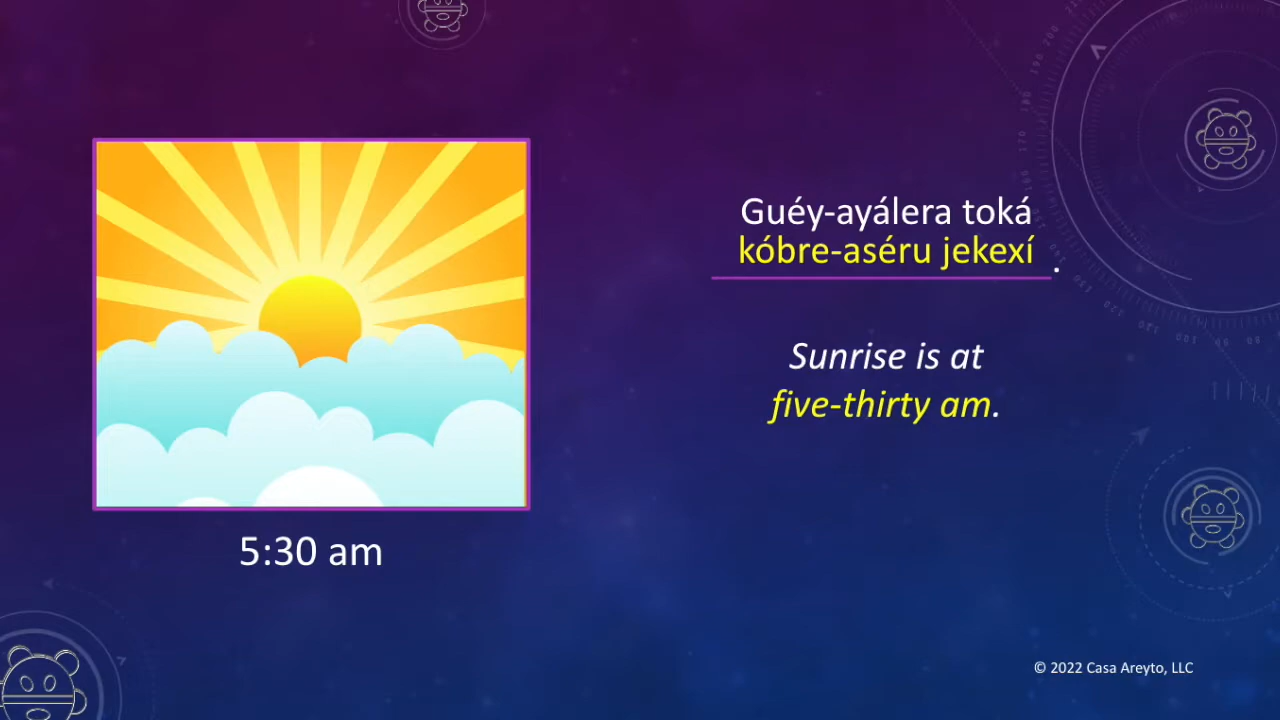 Guéy-ayálera toká
kóbre-aséru jekexí.
Sunrise is at
five-thirty am.
5:30 am
© 2022 Casa Areyto, LLC